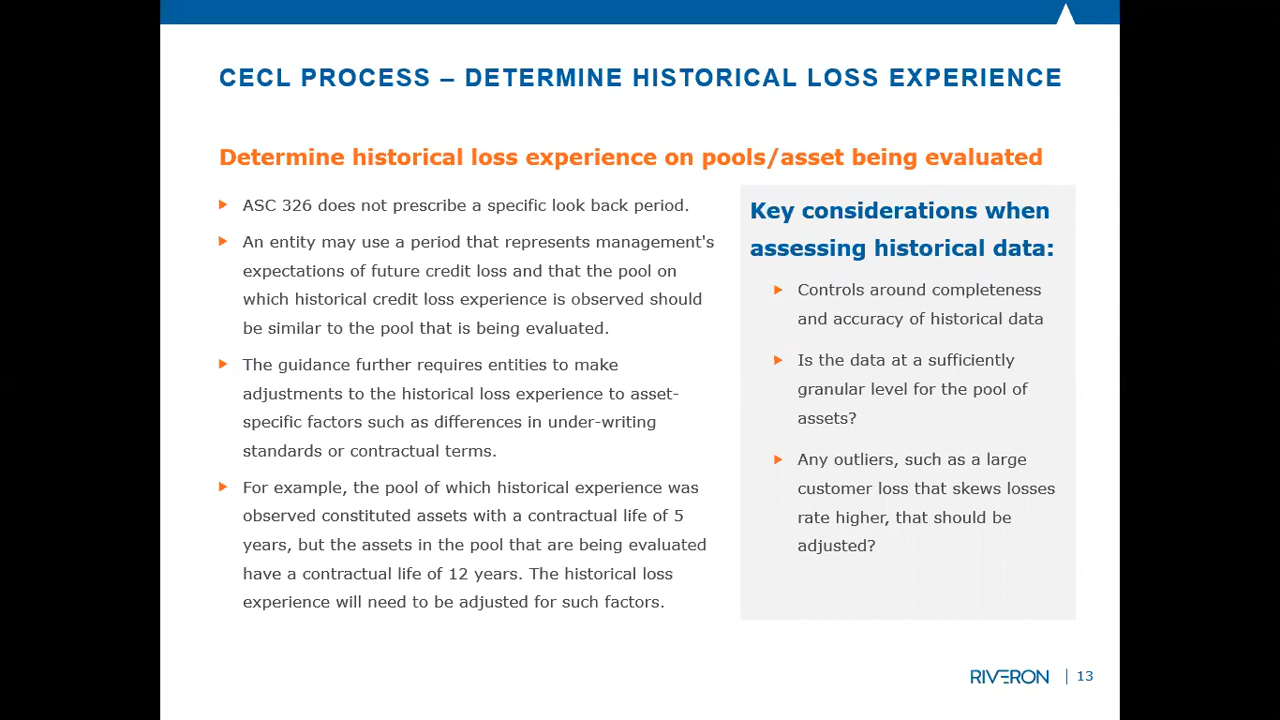 CECL PROCESS – DETERMINE HISTORICAL LOSS EXPERIENCE
Determine historical loss experience on pools/asset being evaluated
ASC 326 does not prescribe a specific look back period.
An entity may use a period that represents management's
expectations of future credit loss and that the pool on
which historical credit loss experience is observed should
be similar to the pool that is being evaluated.
The guidance further requires entities to make
adjustments to the historical loss experience to asset-
specific factors such as differences in under-writing
standards or contractual terms.
For example, the pool of which historical experience was
observed constituted assets with a contractual life of 5
years, but the assets in the pool that are being evaluated
have a contractual life of 12 years. The historical loss
experience will need to be adjusted for such factors.
Key considerations when
assessing historical data:
Controls around completeness
and accuracy of historical data
Is the data at a sufficiently
granular level for the pool of
assets?
Any outliers, such as a large
customer loss that skews losses
rate higher, that should be
adjusted?
RIVERON | 13